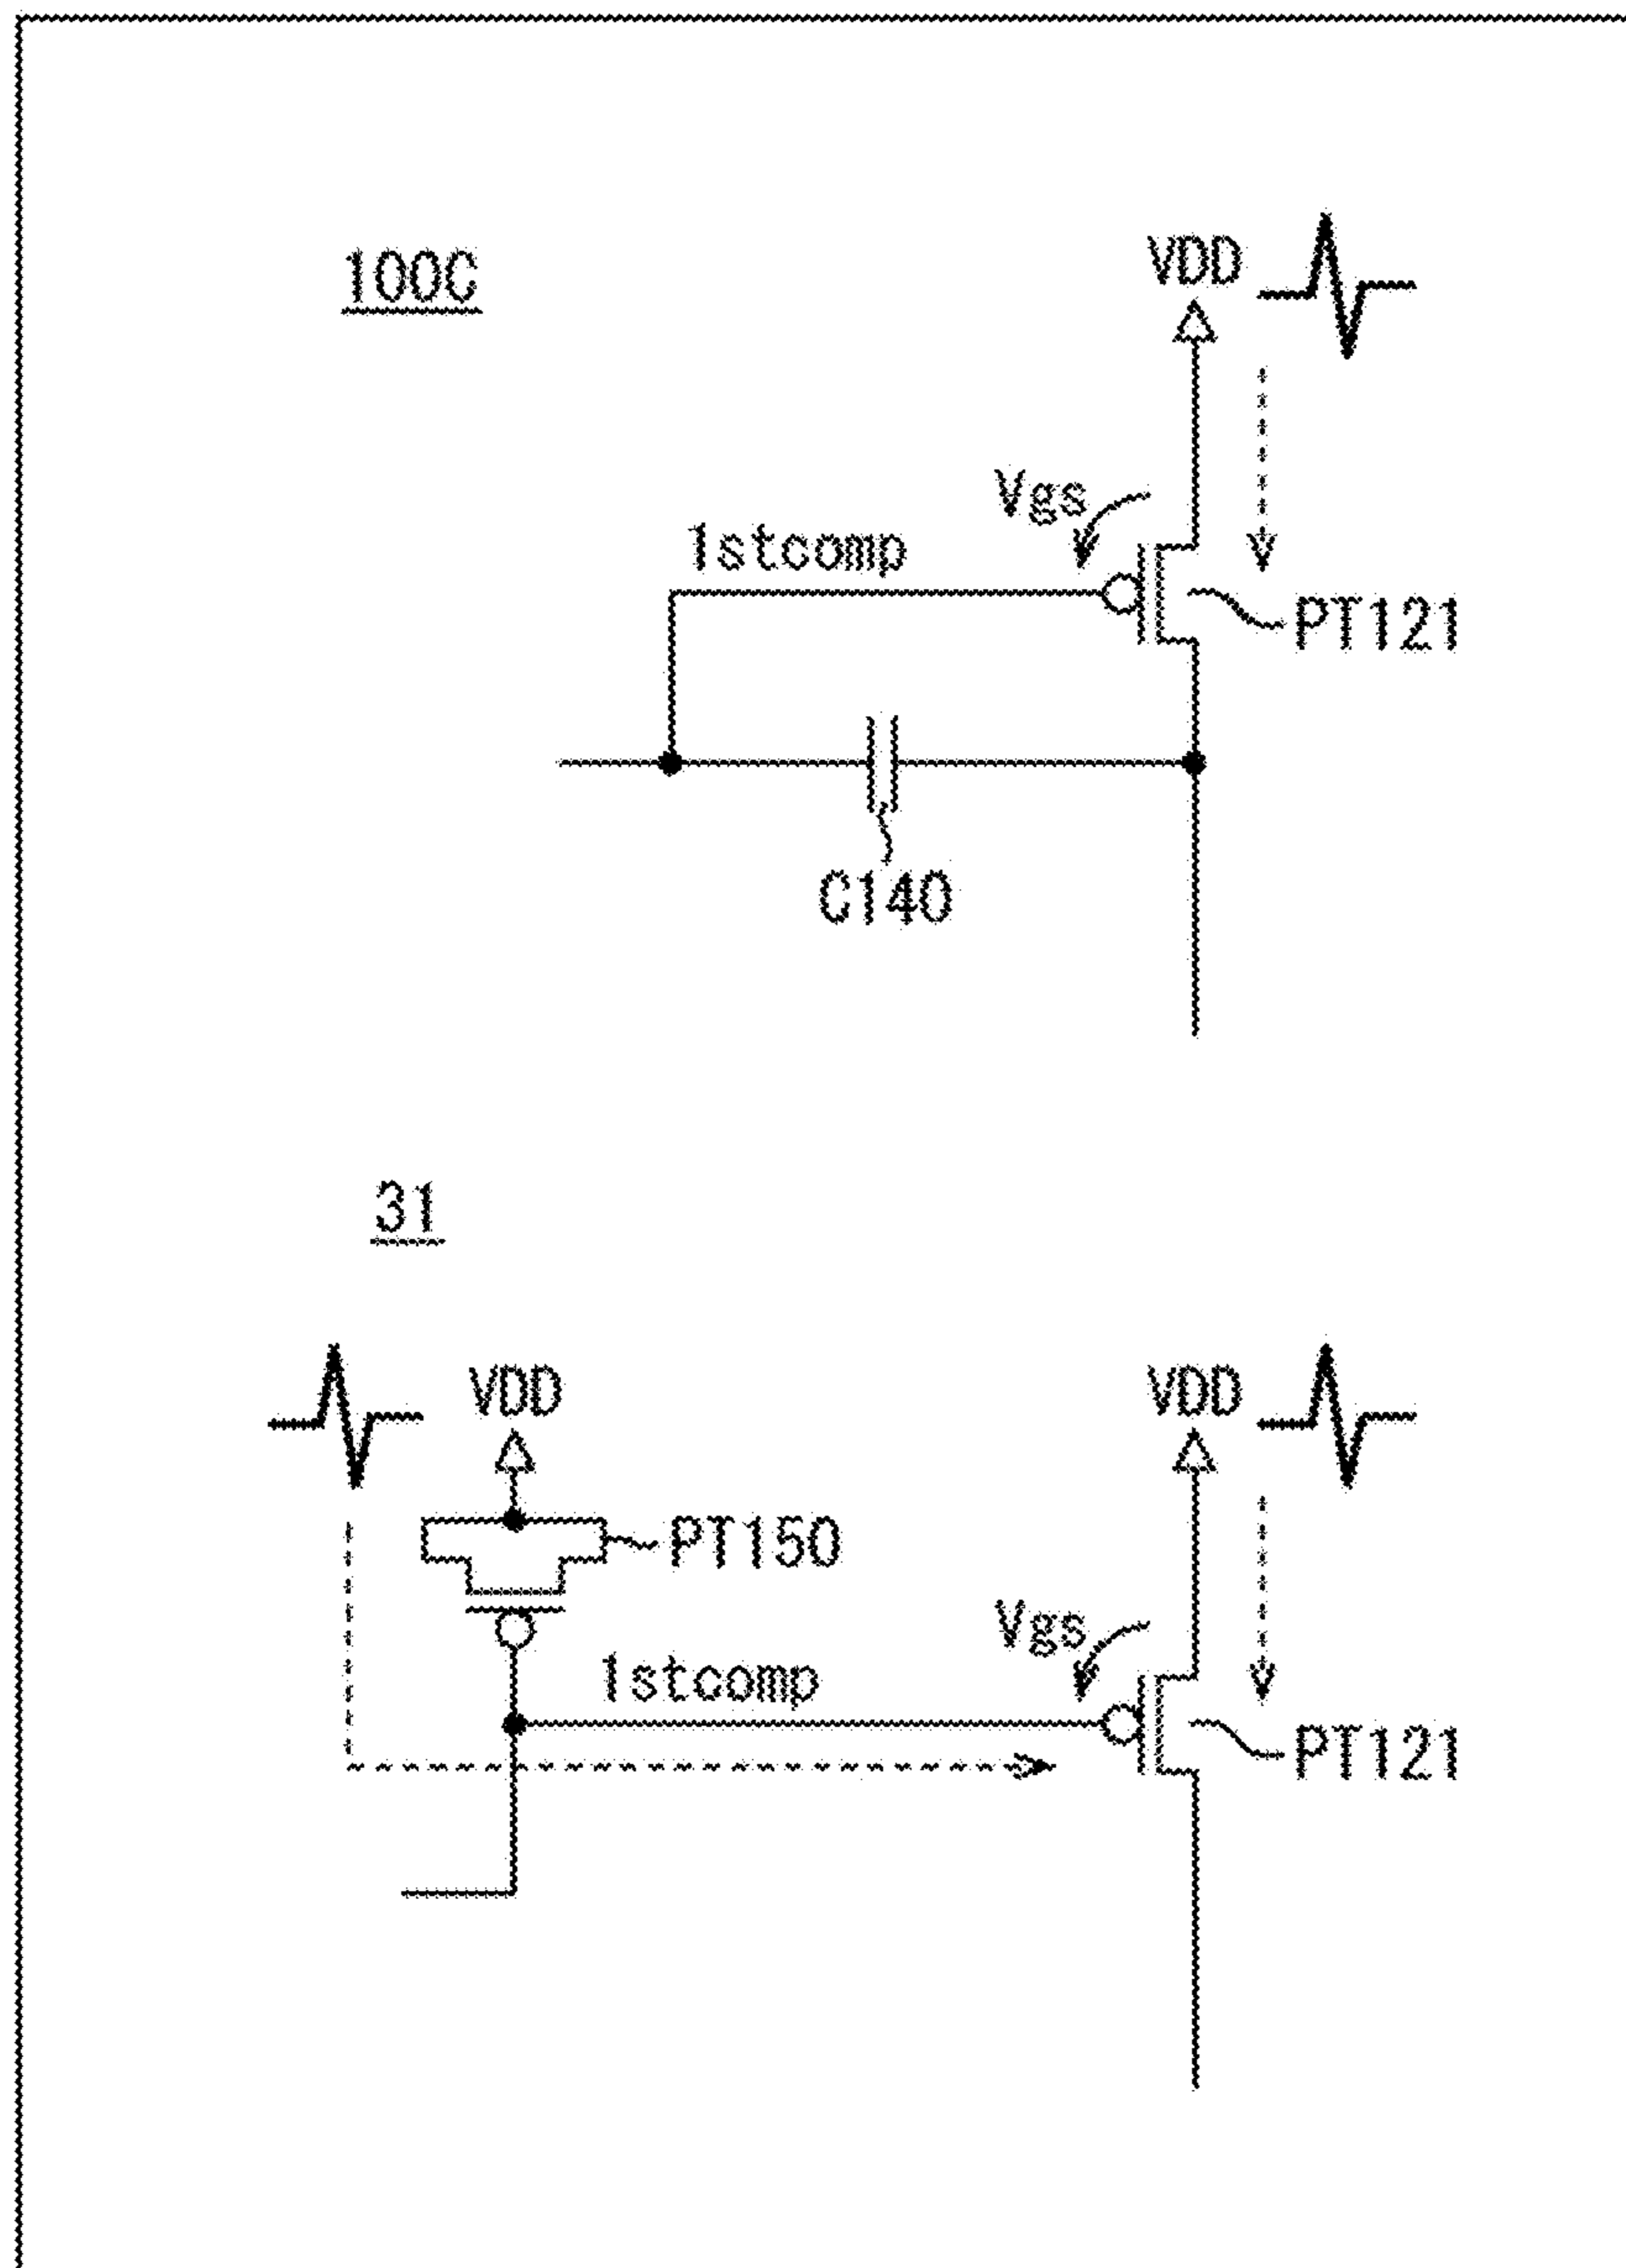 100C
VDD
Vgs
1stcomp
PT121
C140
31
VDD
VDD
PT150
Vgs
1stcomp
PT121